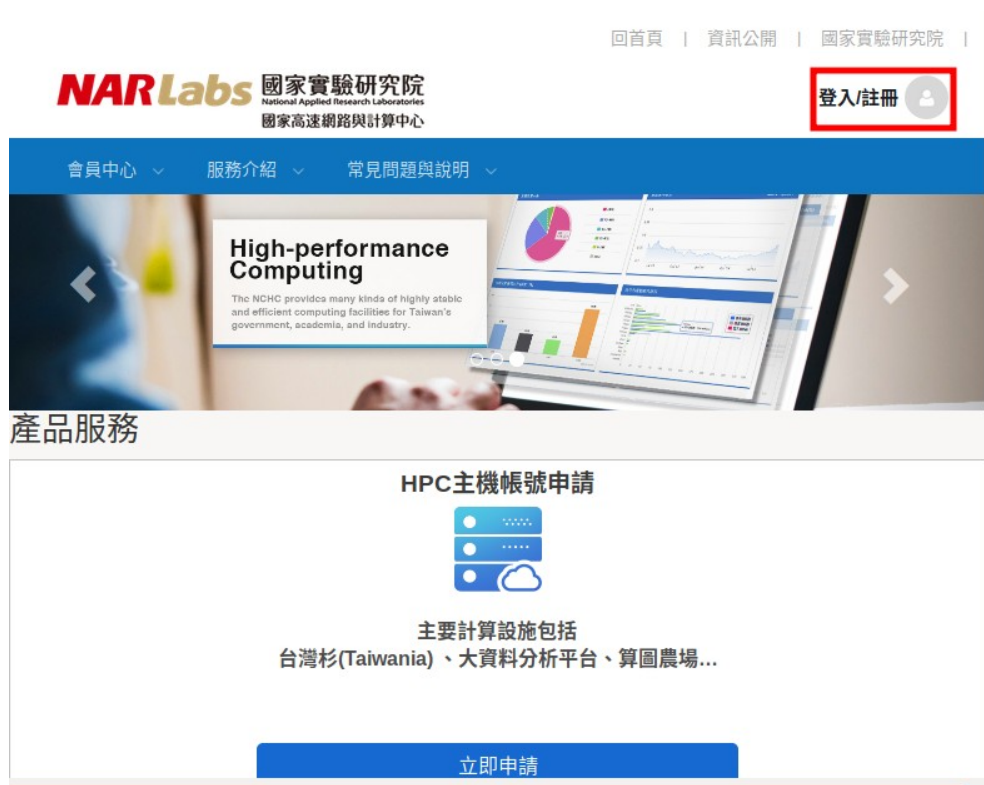 回首頁 | 資訊公開 | 國家實驗研究院 |
NARLabs 國家實驗研究院
National Applied Research Laboratories
國家高速網路與計算中心
登入/註冊
會員中心 服務介紹 常見問題與說明
High-performance
Computing
The NCHC provides many kinds of highly stable
and efficient computing facilities for Taiwan's
government, academia, and industry.
產品服務
HPC主機帳號申請
主要計算設施包括
台灣杉(Taiwania) 、大資料分析平台、算圖農場...
立即申請